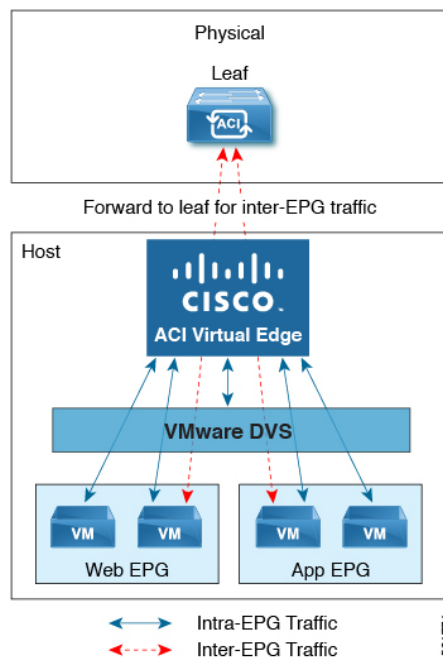 Physical
Leaf
ACI
Forward to leaf for inter-EPG traffic
Host
CISCO™
ACI Virtual Edge
VMware DVS
VM
VM
VM
VM
Web EPG
App EPG
Intra-EPG Traffic
Inter-EPG Traffic